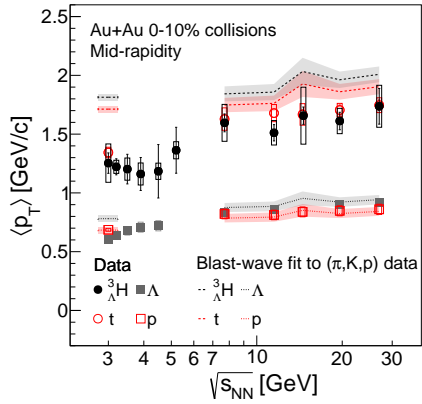 Au+Au 0-10% collisions
Mid-rapidity
⟨p_T⟩ [GeV/c]
2.5
2
1.5
1
0.5
0
Data
Blast-wave fit to (π,K,p) data
³_ΛH Λ ³_ΛH Λ
t p t p
3 4 5 6 7 10 20 30
√s_NN [GeV]